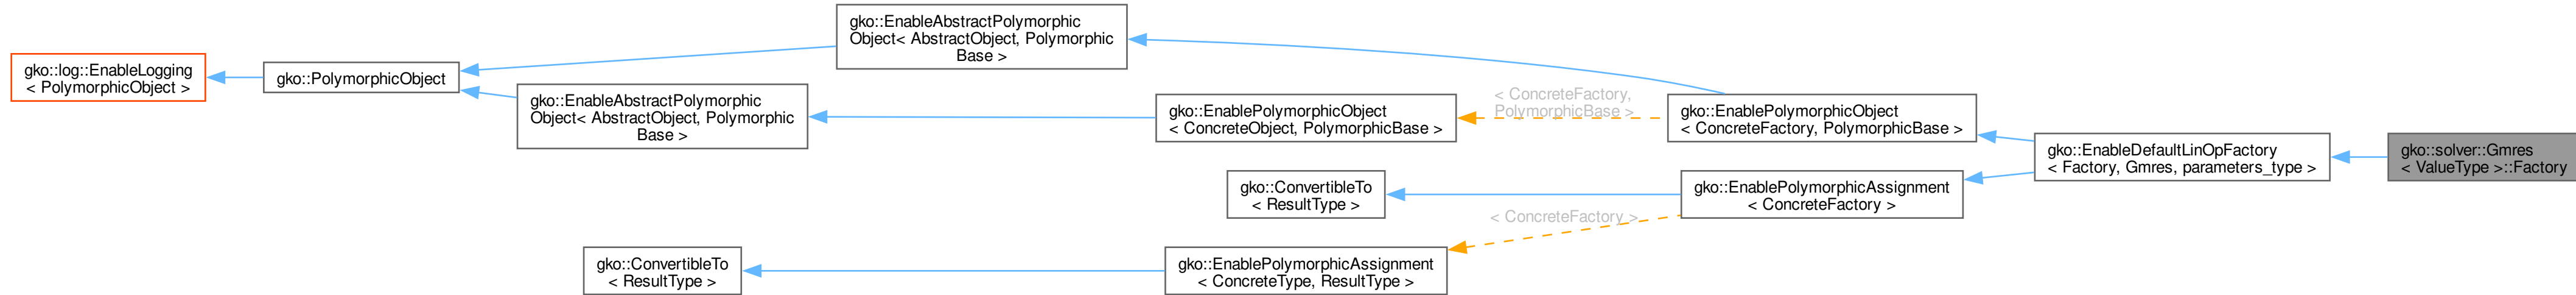 gko::EnableAbstractPolymorphic
Object< AbstractObject, Polymorphic
Base >
gko::log::EnableLogging
< PolymorphicObject >
gko::PolymorphicObject
gko::EnableAbstractPolymorphic
Object< AbstractObject, Polymorphic
Base >
gko::EnablePolymorphicObject
< ConcreteObject, PolymorphicBase >
< ConcreteFactory,
PolymorphicBase >
gko::EnablePolymorphicObject
< ConcreteFactory, PolymorphicBase >
gko::EnableDefaultLinOpFactory
< Factory, Gmres, parameters_type >
gko::solver::Gmres
< ValueType >::Factory
gko::ConvertibleTo
< ResultType >
gko::EnablePolymorphicAssignment
< ConcreteFactory >
< ConcreteFactory >
gko::ConvertibleTo
< ResultType >
gko::EnablePolymorphicAssignment
< ConcreteType, ResultType >